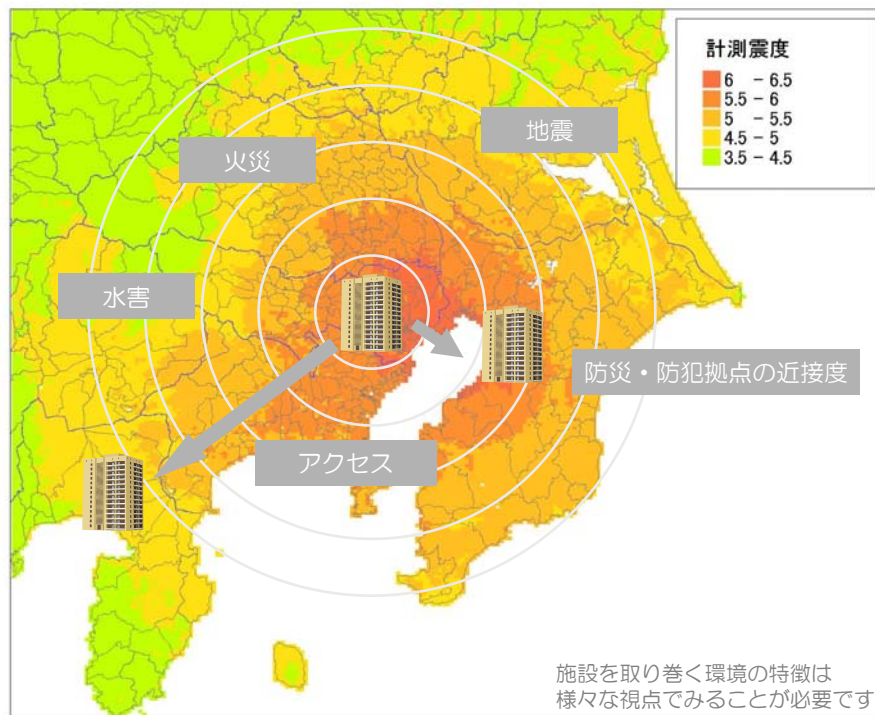 計測震度
6 - 6.5
5.5 - 6
5 - 5.5
4.5 - 5
3.5 - 4.5
地震
火災
水害
防災・防犯拠点の近接度
アクセス
施設を取り巻く環境の特徴は
様々な視点でみることが必要です